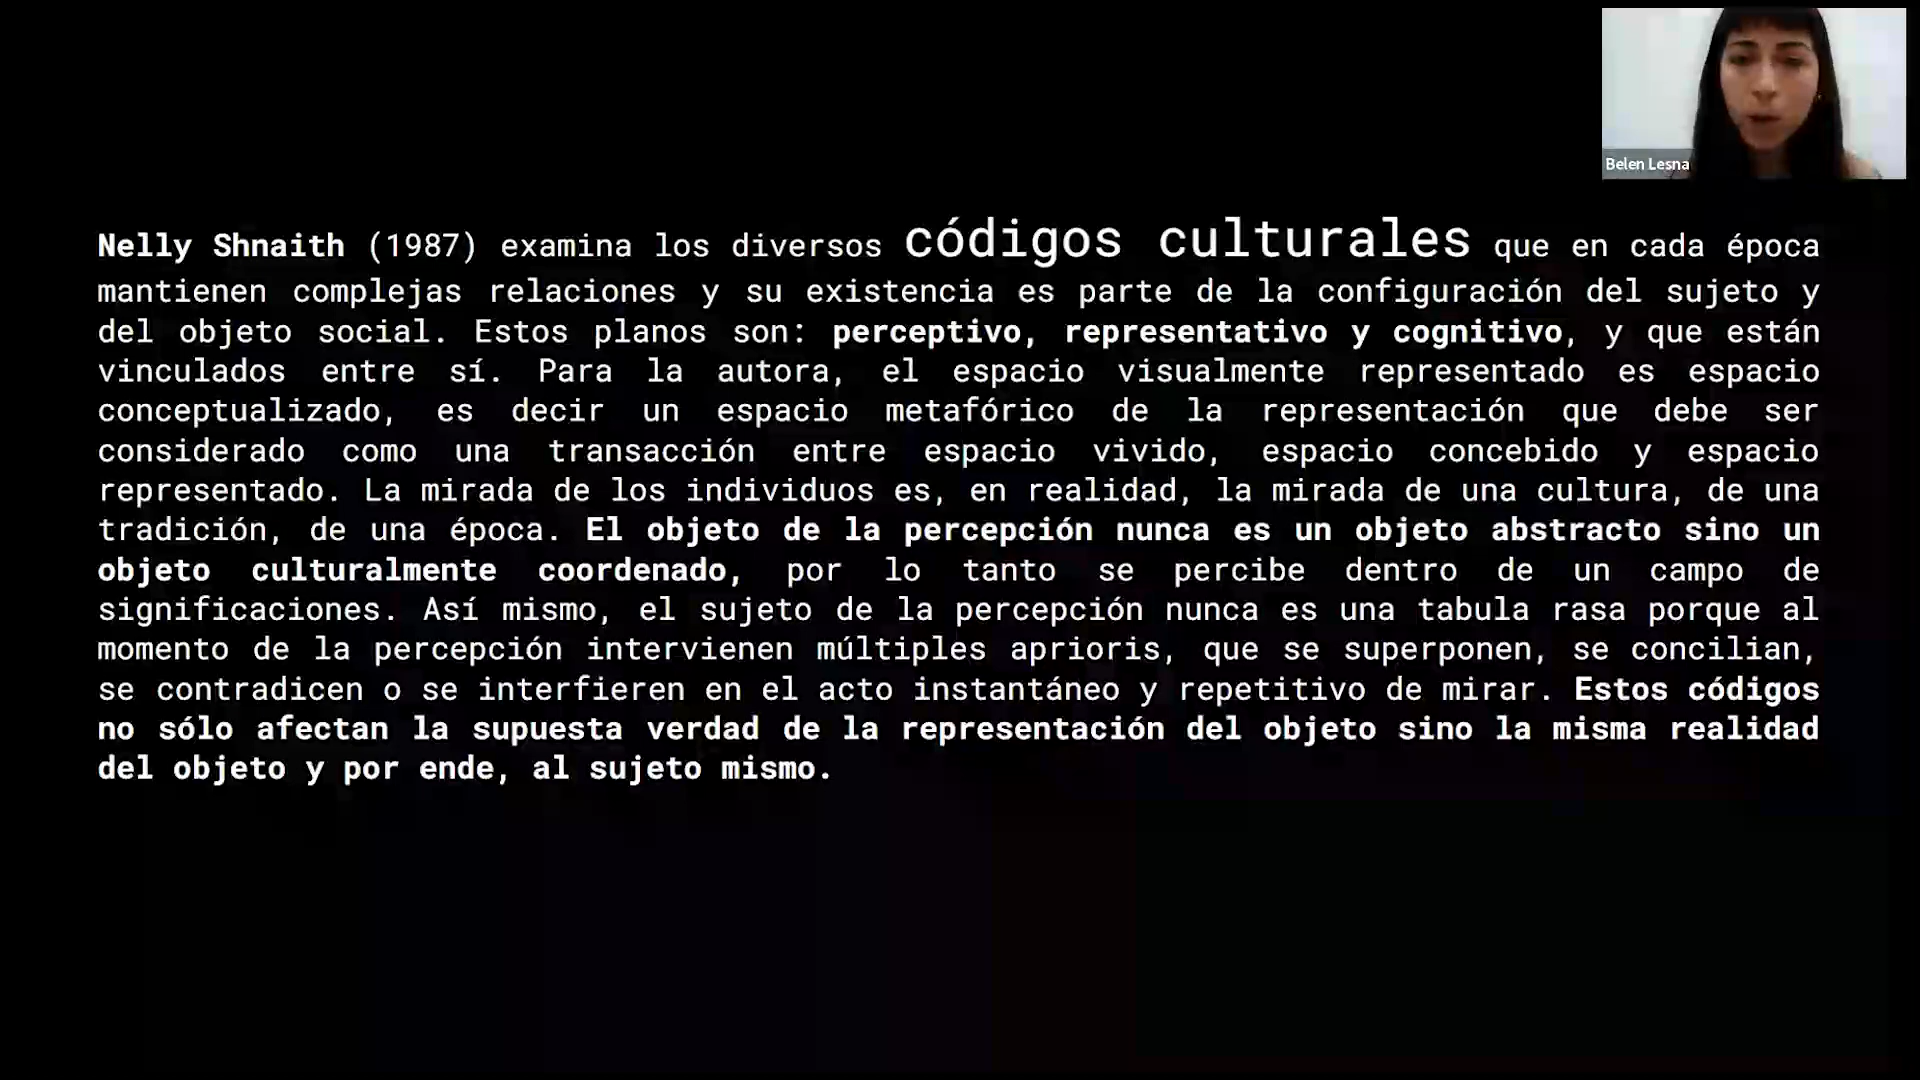 Belen Lesna
Nelly Shnaith (1987) examina los diversos códigos culturales que en cada época
mantienen complejas relaciones y su existencia es parte de la configuración del sujeto y
del objeto social. Estos planos son: perceptivo, representativo y cognitivo, y que están
vinculados entre sí. Para la autora, el espacio visualmente representado es espacio
conceptualizado, es decir un espacio metafórico de la representación que debe ser
considerado como una transacción entre espacio vivido, espacio concebido y espacio
representado. La mirada de los individuos es, en realidad, la mirada de una cultura, de una
tradición, de una época. El objeto de la percepción nunca es un objeto abstracto sino un
objeto culturalmente coordenado, por lo tanto se percibe dentro de un campo de
significaciones. Así mismo, el sujeto de la percepción nunca es una tabula rasa porque al
momento de la percepción intervienen múltiples aprioris, que se superponen, se concilian,
se contradicen o se interfieren en el acto instantáneo y repetitivo de mirar. Estos códigos
no sólo afectan la supuesta verdad de la representación del objeto sino la misma realidad
del objeto y por ende, al sujeto mismo.